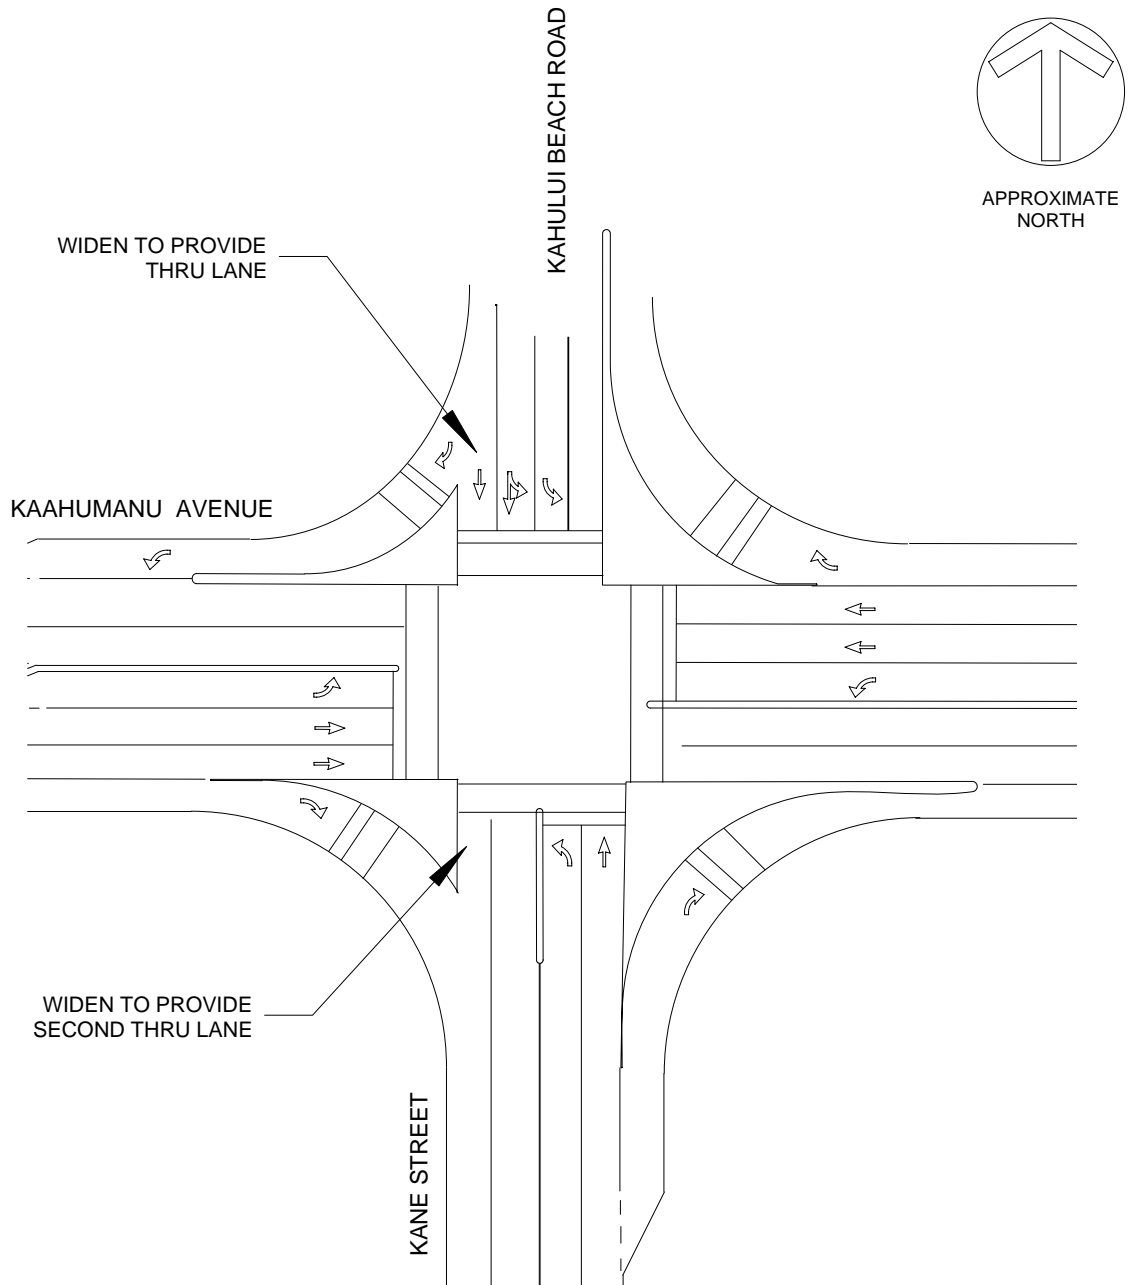 KAHULUI BEACH ROAD
APPROXIMATE
NORTH
WIDEN TO PROVIDE
THRU LANE
KAAHUMANU AVENUE
WIDEN TO PROVIDE
SECOND THRU LANE
KANE STREET